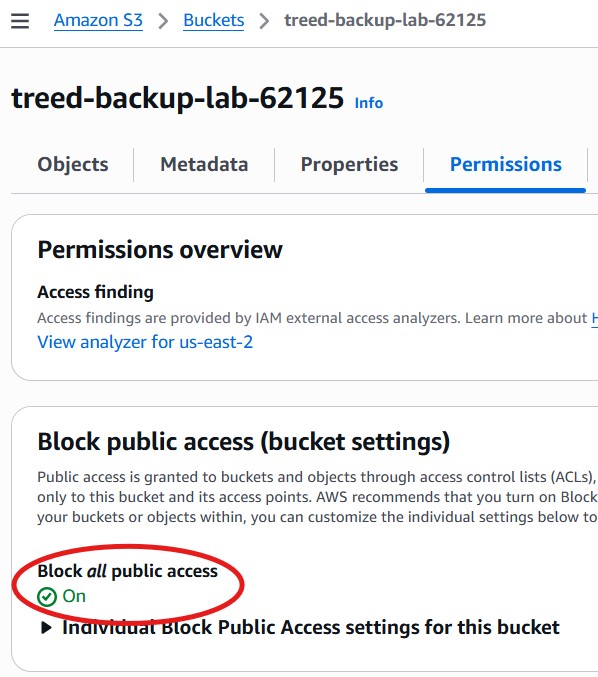 Amazon S3 > Buckets > treed-backup-lab-62125
treed-backup-lab-62125 Info
Objects Metadata Properties Permissions
Permissions overview
Access finding
Access findings are provided by IAM external access analyzers. Learn more about
View analyzer for us-east-2
Block public access (bucket settings)
Public access is granted to buckets and objects through access control lists (ACLs),
only to this bucket and its access points. AWS recommends that you turn on Block
your buckets or objects within, you can customize the individual settings below to
Block all public access
On
Individual Block Public Access settings for this bucket